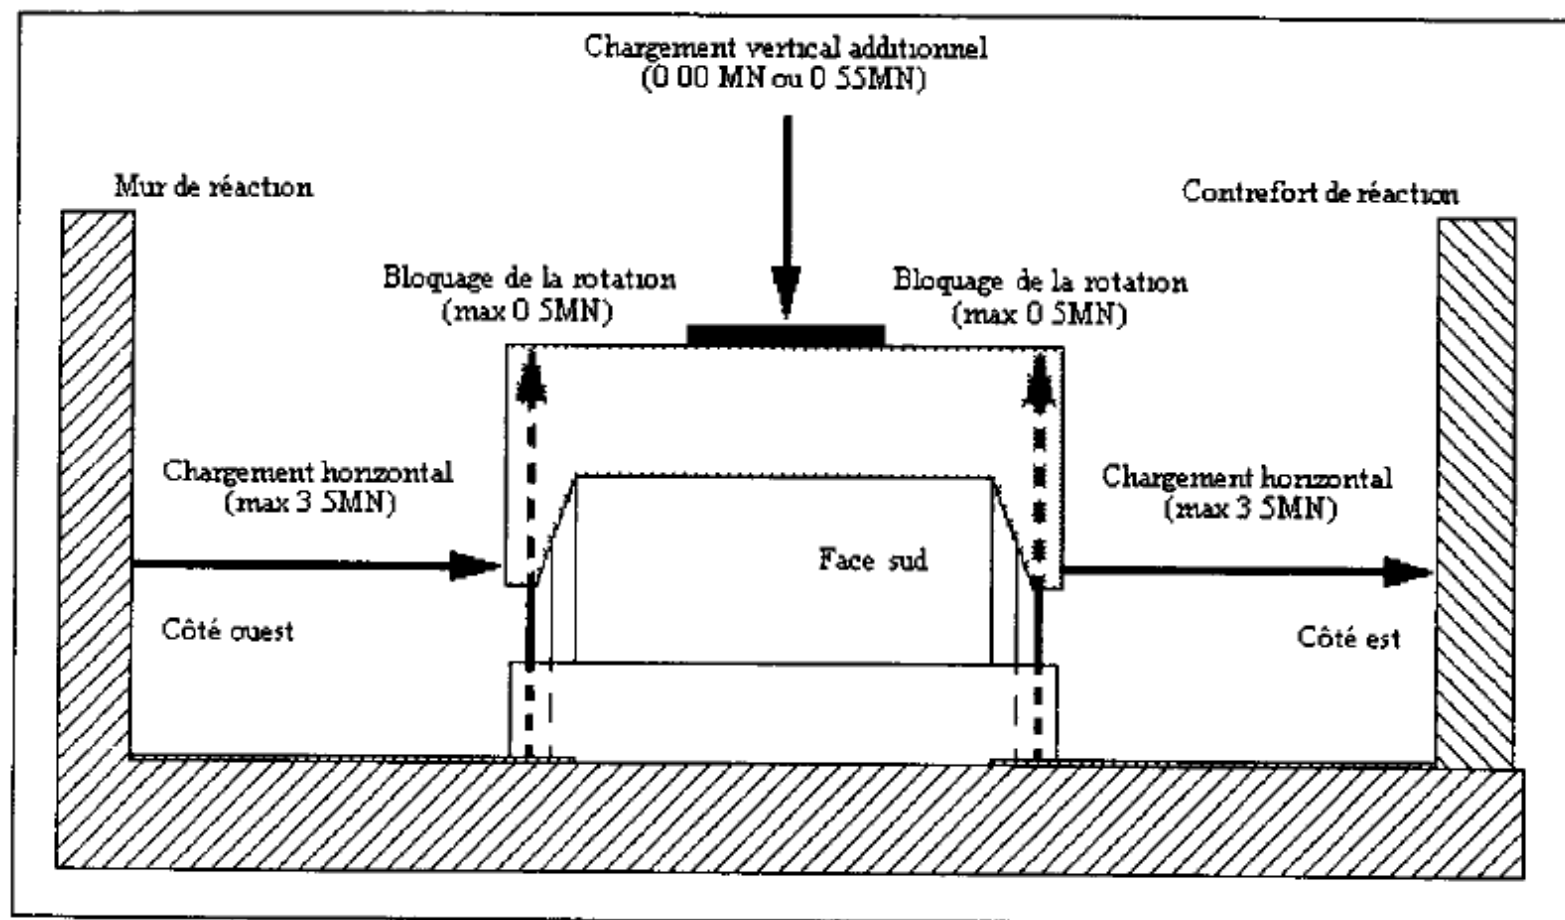 Chargement vertical additionnel
(0 00 MN ou 0 55MN)
Mur de réaction
Contrefort de réaction
Bloquage de la rotation
(max 0 5MN)
Bloquage de la rotation
(max 0 5MN)
Chargement horizontal
(max 3 5MN)
Chargement horizontal
(max 3 5MN)
Face sud
Côté ouest
Côté est